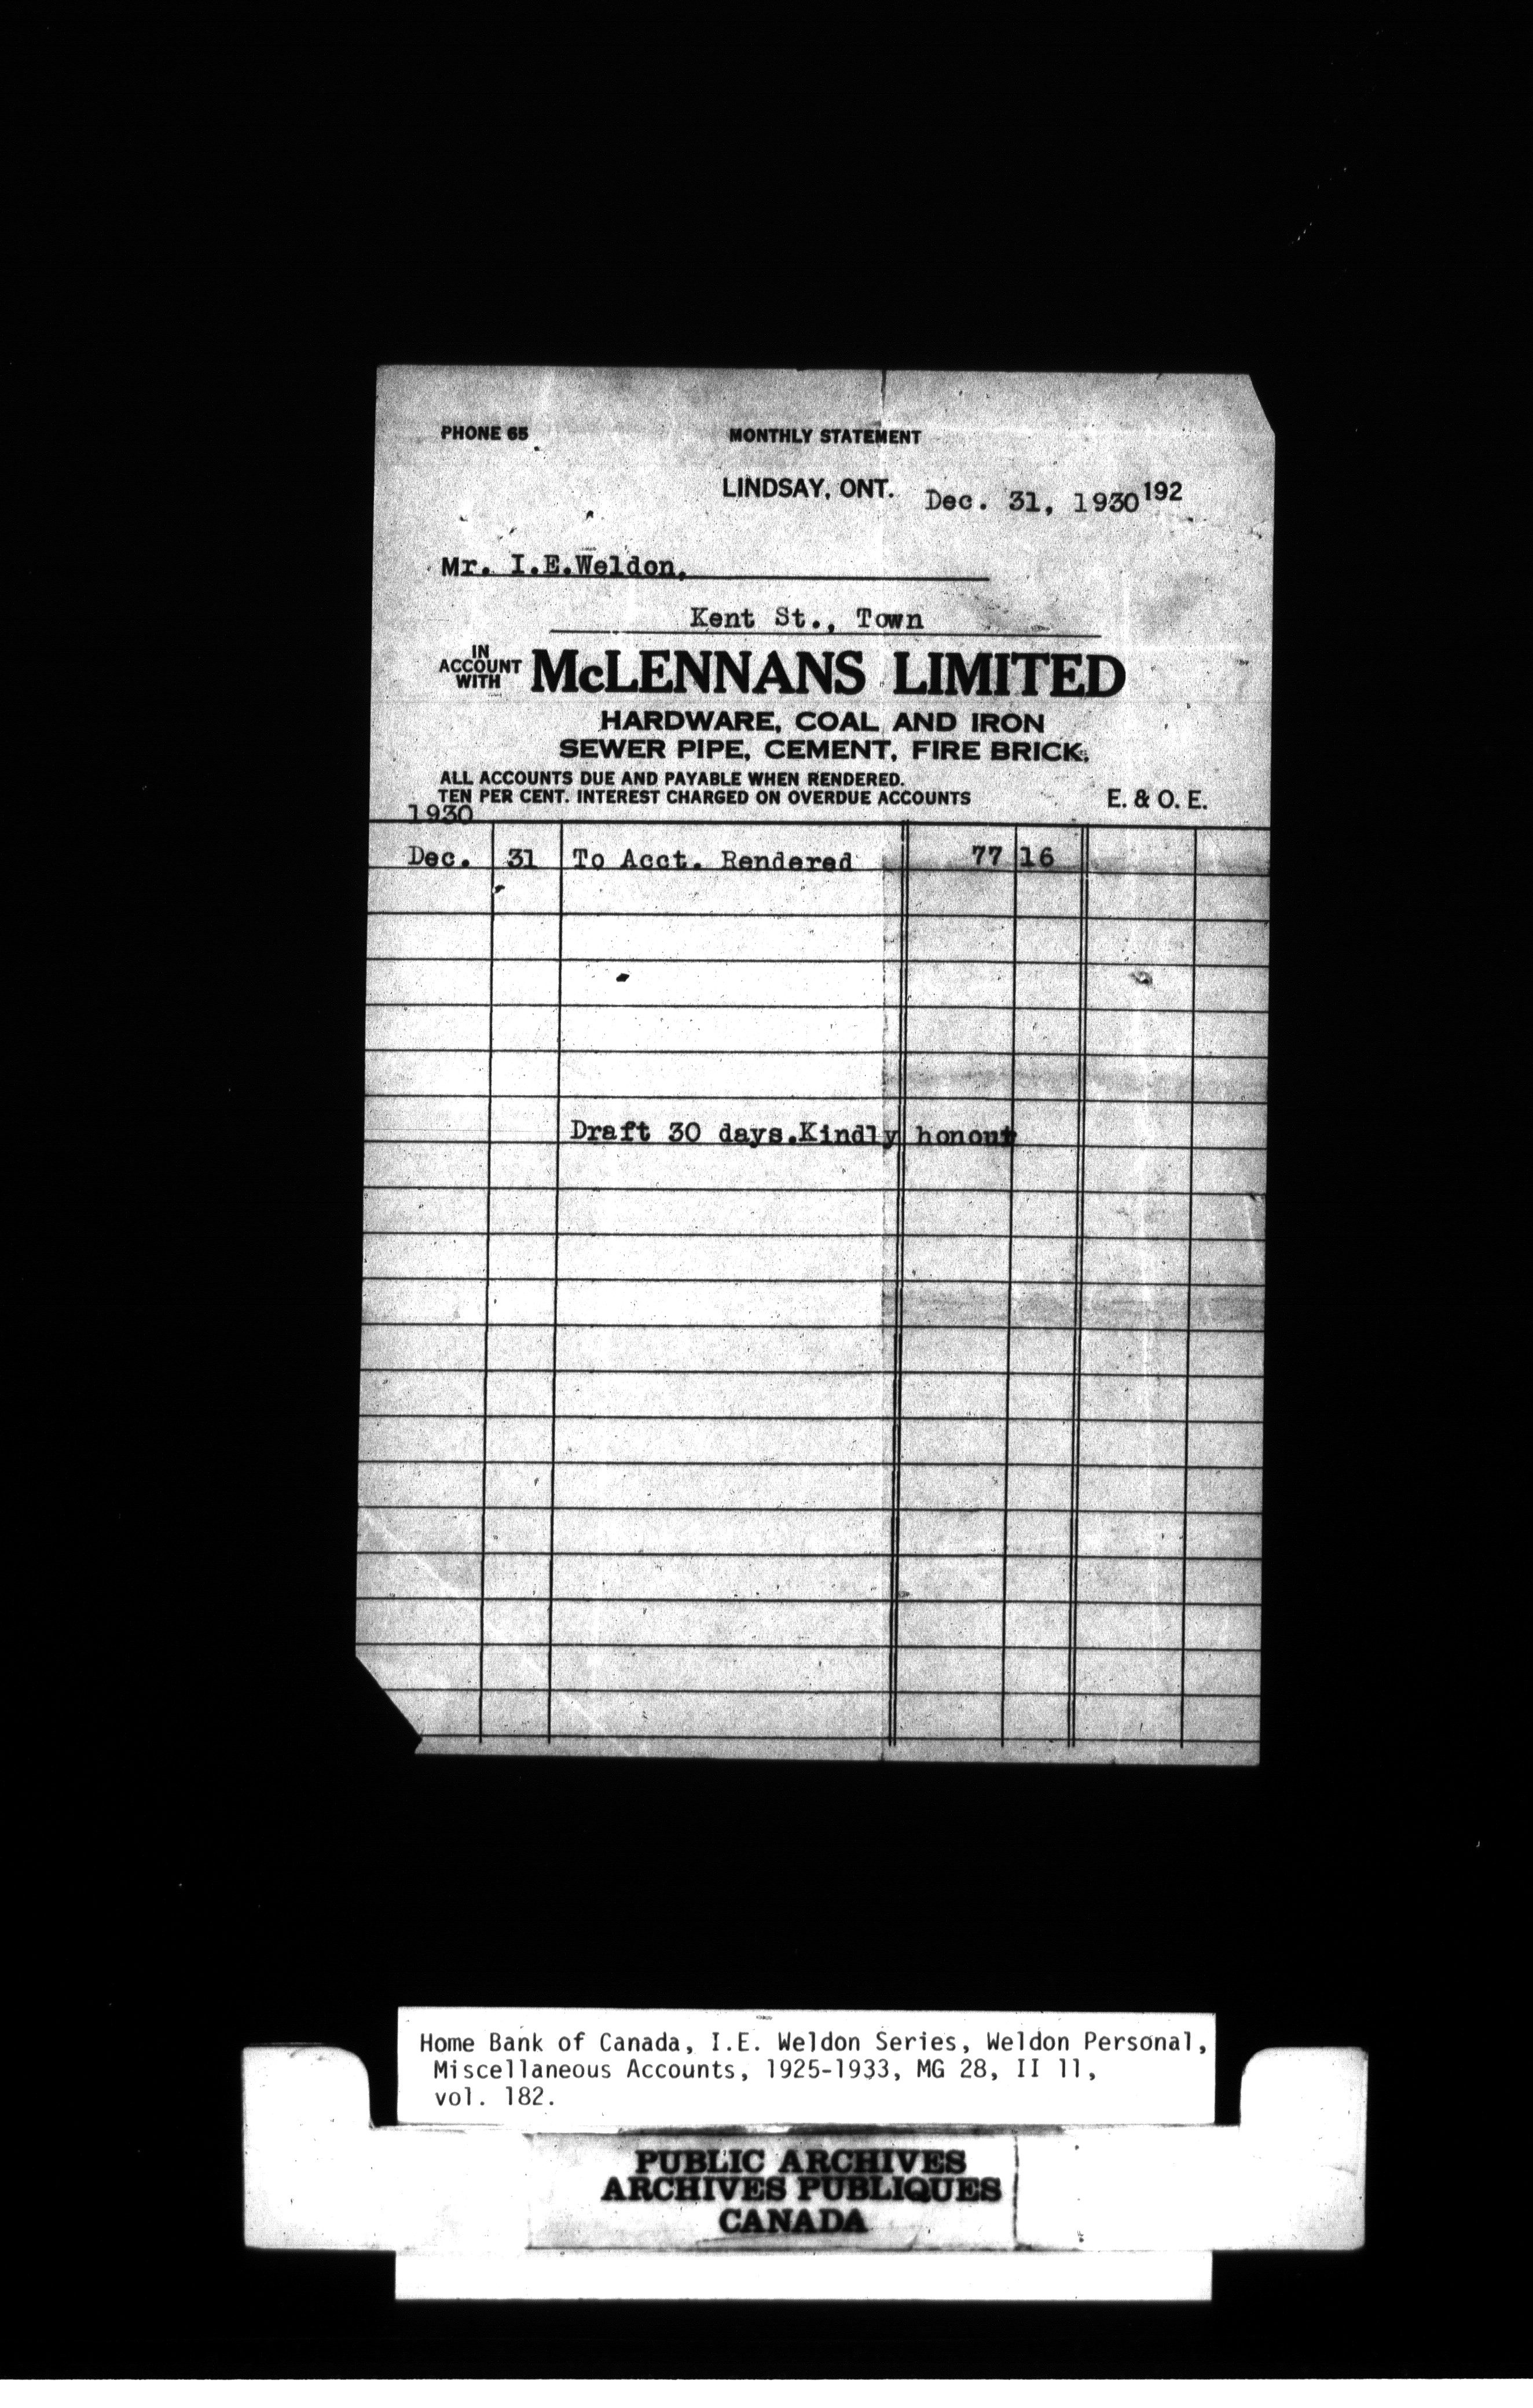 PHONE 65
MONTHLY STATEMENT
LINDSAY, ONT. Dec. 31, 1930 192
Mr. I.E.Weldon,
Kent St., Town
IN ACCOUNT WITH McLENNANS LIMITED
HARDWARE, COAL AND IRON
SEWER PIPE, CEMENT, FIRE BRICK,
ALL ACCOUNTS DUE AND PAYABLE WHEN RENDERED.
TEN PER CENT. INTEREST CHARGED ON OVERDUE ACCOUNTS E. & O. E.
1930
Dec. 31 To Acct. Rendered 77 16
Draft 30 days.Kindly honour
Home Bank of Canada, I.E. Weldon Series, Weldon Personal,
Miscellaneous Accounts, 1925-1933, MG 28, II 11,
vol. 182.
PUBLIC ARCHIVES
ARCHIVES PUBLIQUES
CANADA